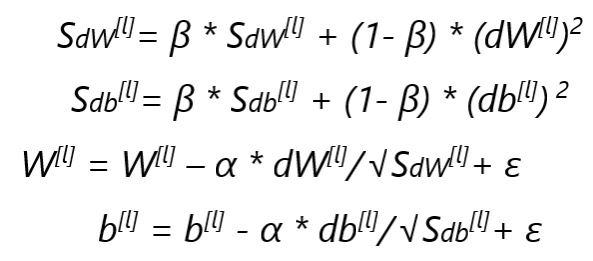 SdW[l]= β * SdW[l] + (1- β) * (dW[l])2
Sdb[l]= β * Sdb[l] + (1- β) * (db[l]) 2
W[l] = W[l] – α * dW[l]/√SdW[l]+ ε
b[l] = b[l] - α * db[l]/√Sdb[l]+ ε